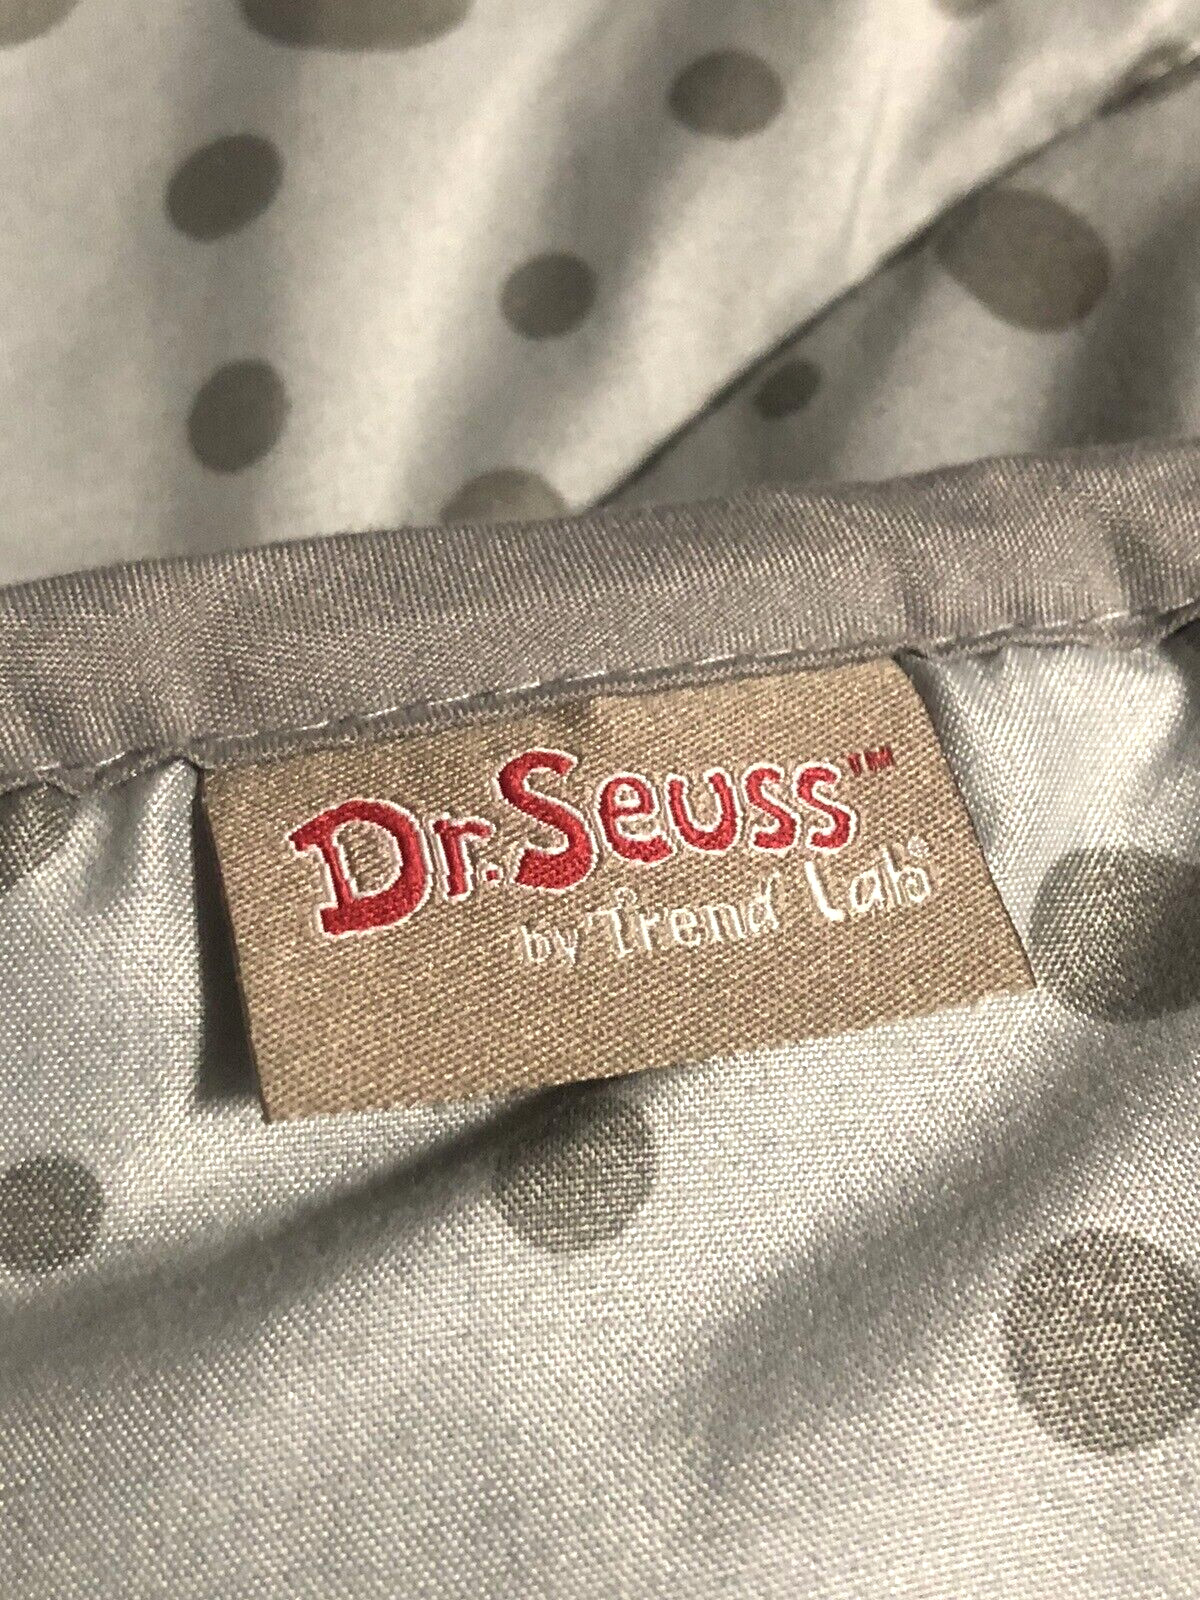 Dr. Seuss™
by Trend Lab®